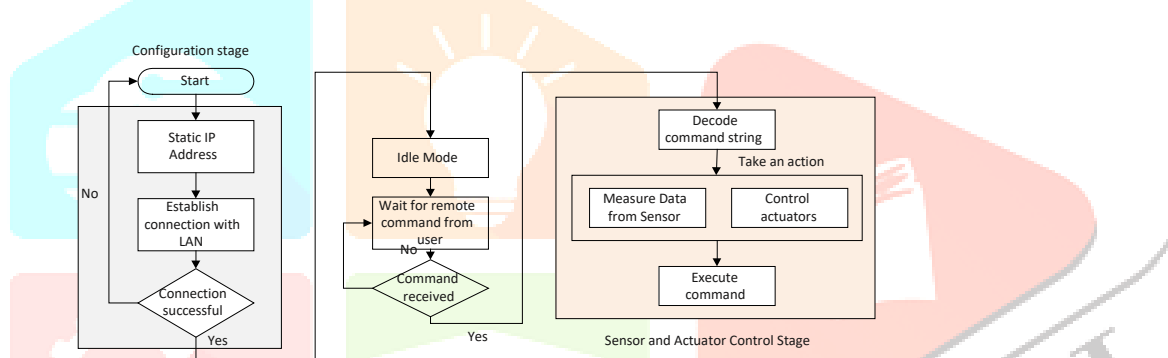 Configuration stage
Start
Static IP
Address
No
Establish
connection with
LAN
Connection
successful
Yes
Idle Mode
Wait for remote
command from
user
No
Command
received
Yes
Decode
command string
Take an action
Measure Data
from Sensor
Control
actuators
Execute
command
Sensor and Actuator Control Stage